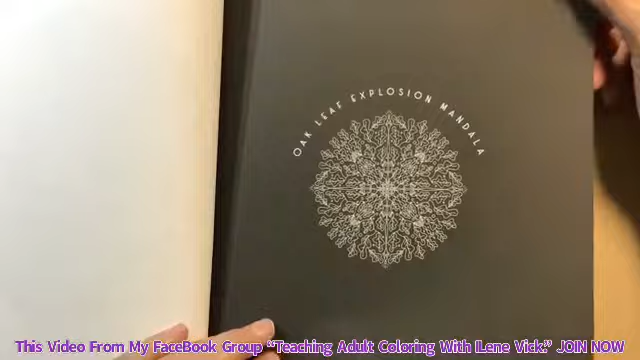 OAK LEAF EXPLOSION MANDALA
This Video From My FaceBook Group “Teaching Adult Coloring With ILene Vick.” JOIN NOW